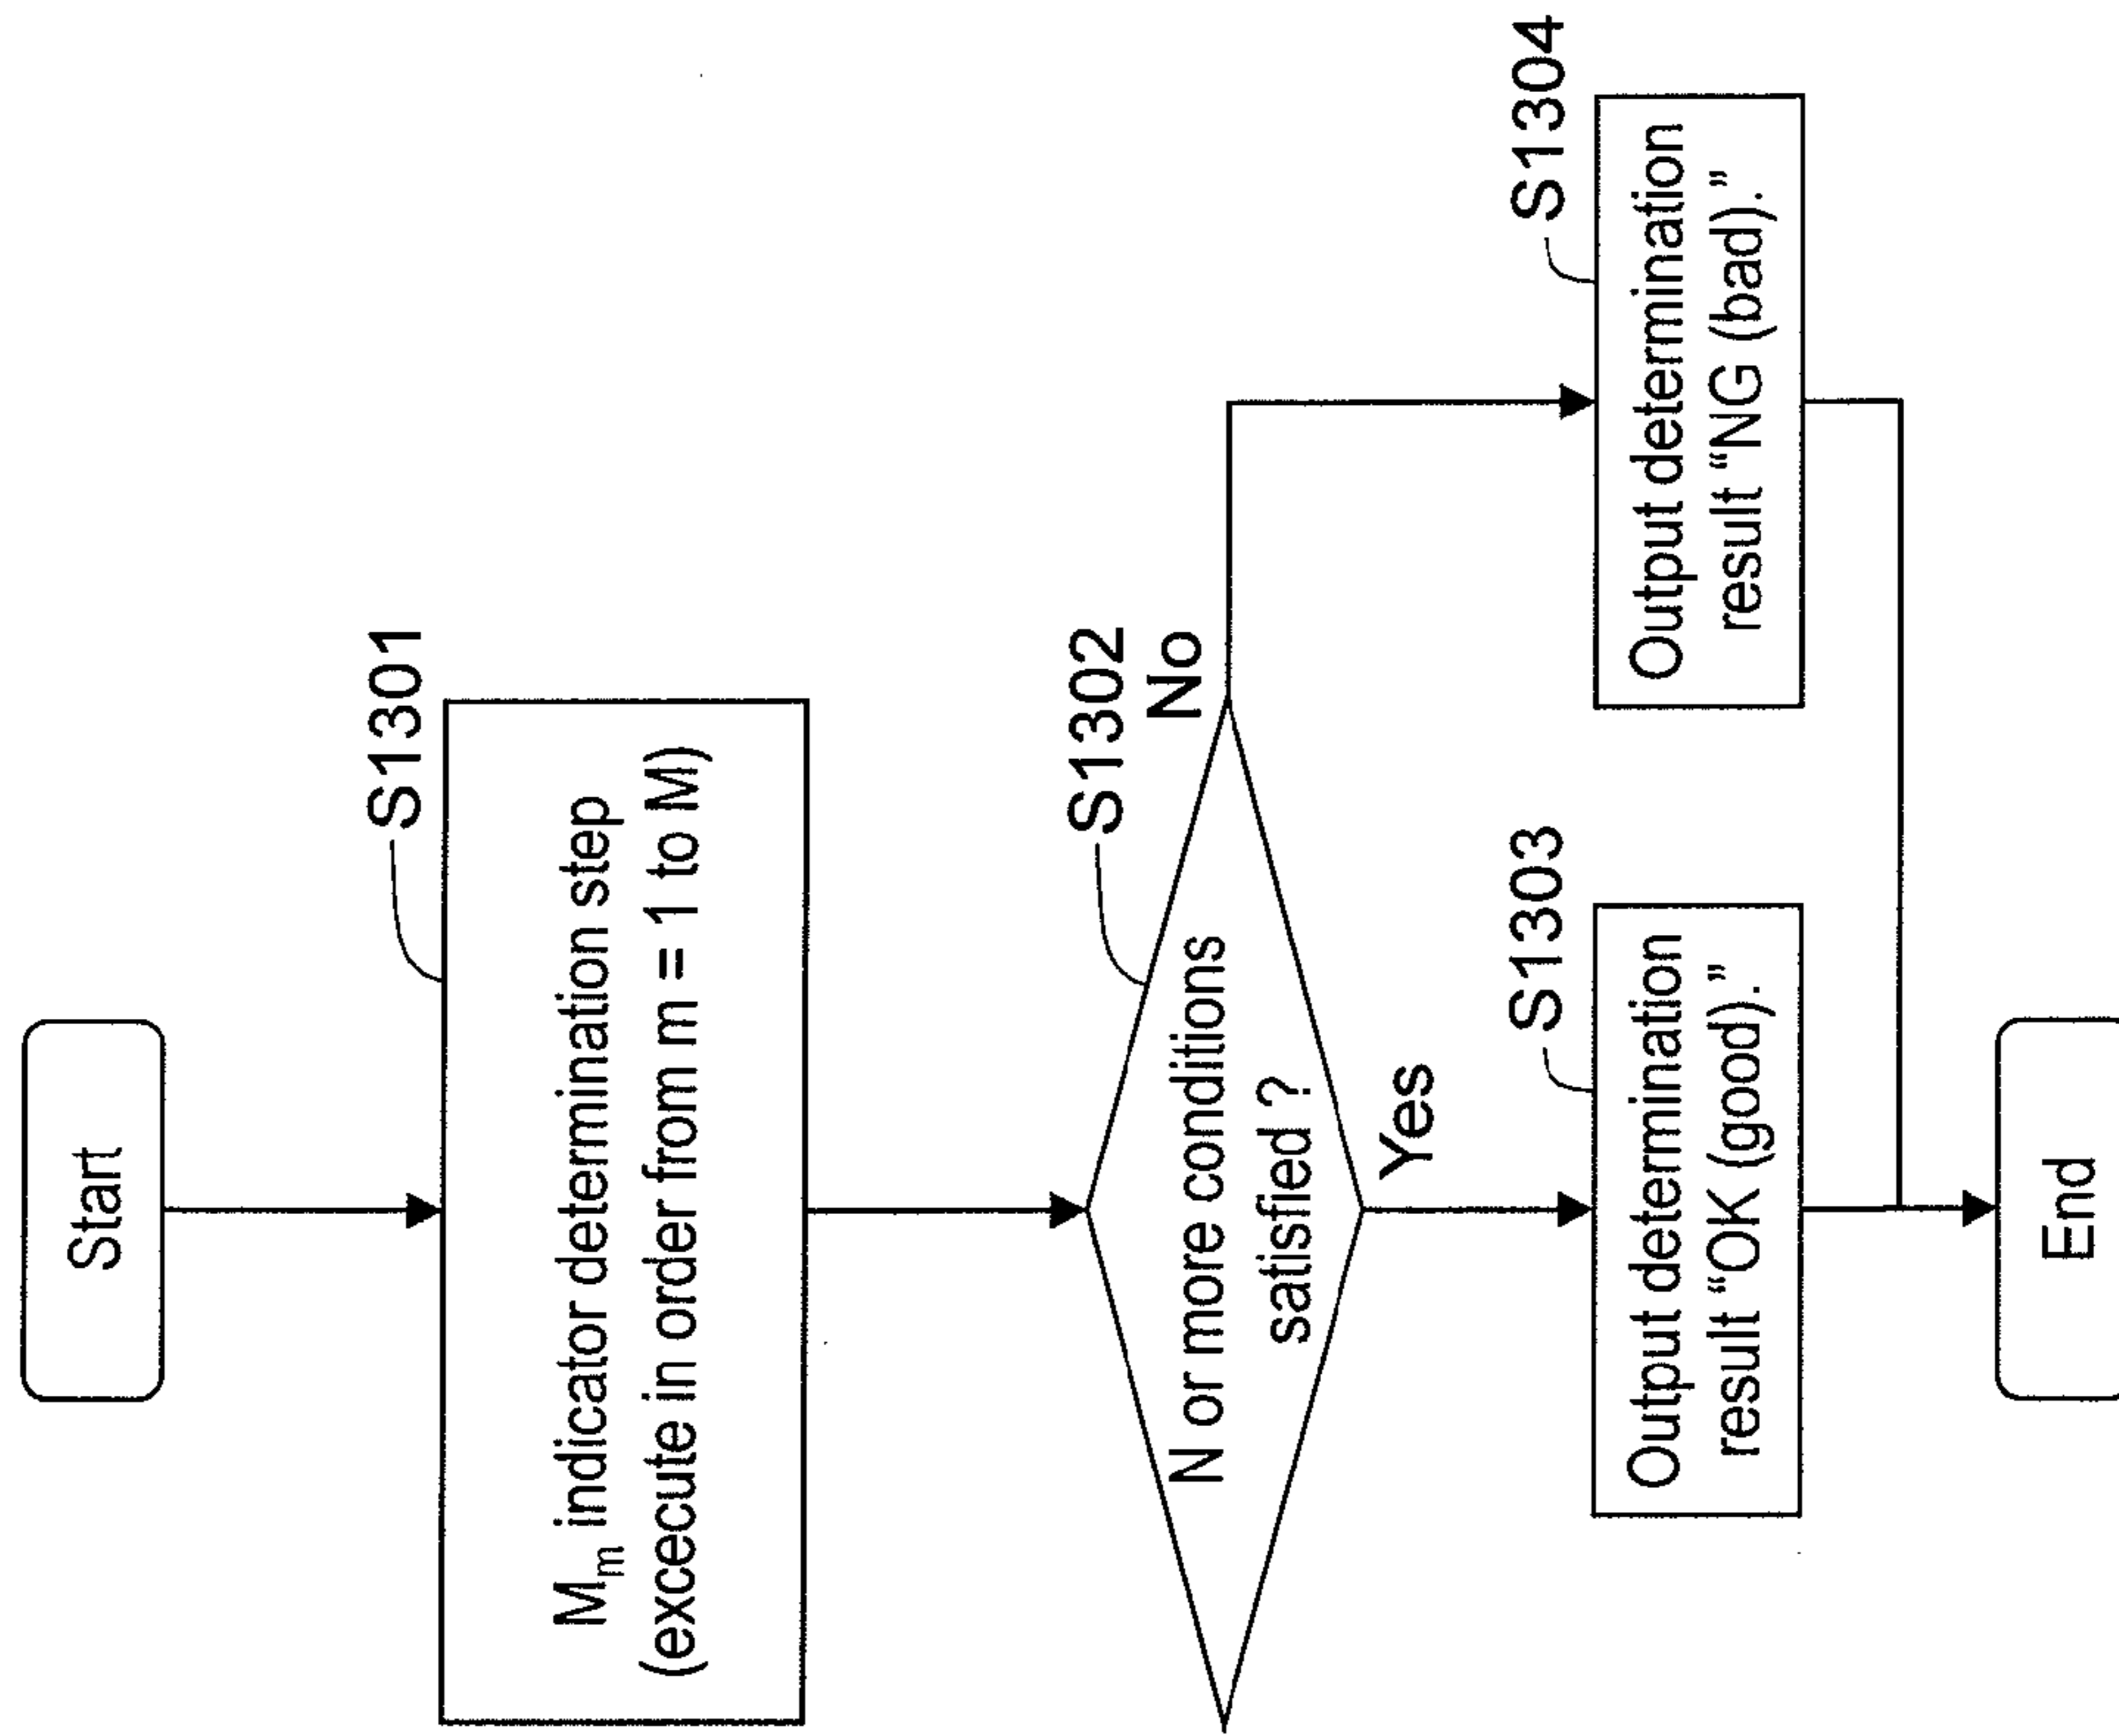 Start
S1301
Mm indicator determination step
(excecute in order from m = 1 to M)
S1302
N or more conditions
satisfied ?
No
Yes
S1303
Output determination
result “OK (good).”
S1304
Output determination
result “NG (bad).”
End